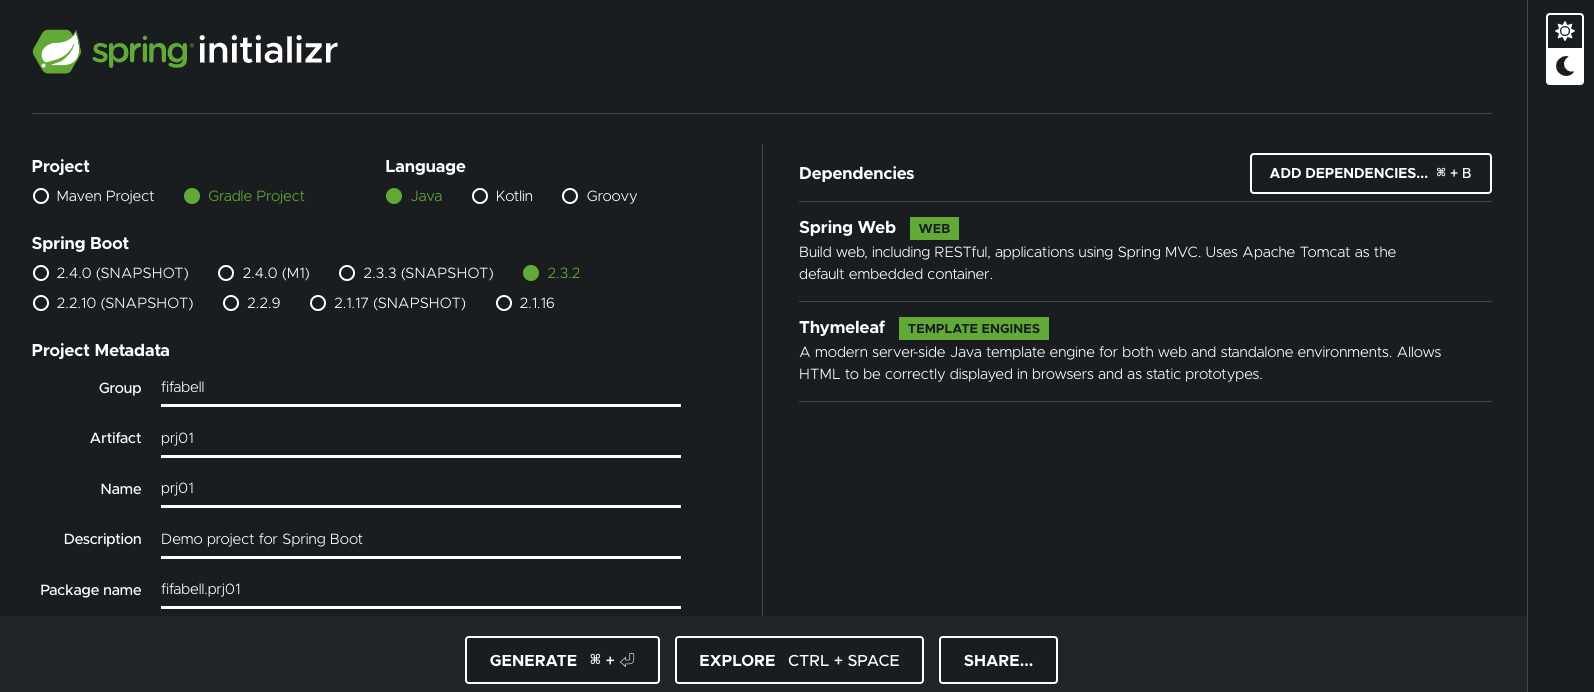 spring initializr
Project
Maven Project Gradle Project
Language
Java Kotlin Groovy
Spring Boot
2.4.0 (SNAPSHOT) 2.4.0 (M1) 2.3.3 (SNAPSHOT) 2.3.2
2.2.10 (SNAPSHOT) 2.2.9 2.1.17 (SNAPSHOT) 2.1.16
Project Metadata
Group fifabell
Artifact prj01
Name prj01
Description Demo project for Spring Boot
Package name fifabell.prj01
Dependencies ADD DEPENDENCIES... ⌘ + B
Spring Web WEB
Build web, including RESTful, applications using Spring MVC. Uses Apache Tomcat as the
default embedded container.
Thymeleaf TEMPLATE ENGINES
A modern server-side Java template engine for both web and standalone environments. Allows
HTML to be correctly displayed in browsers and as static prototypes.
GENERATE ⌘ + ⏎ EXPLORE CTRL + SPACE SHARE...